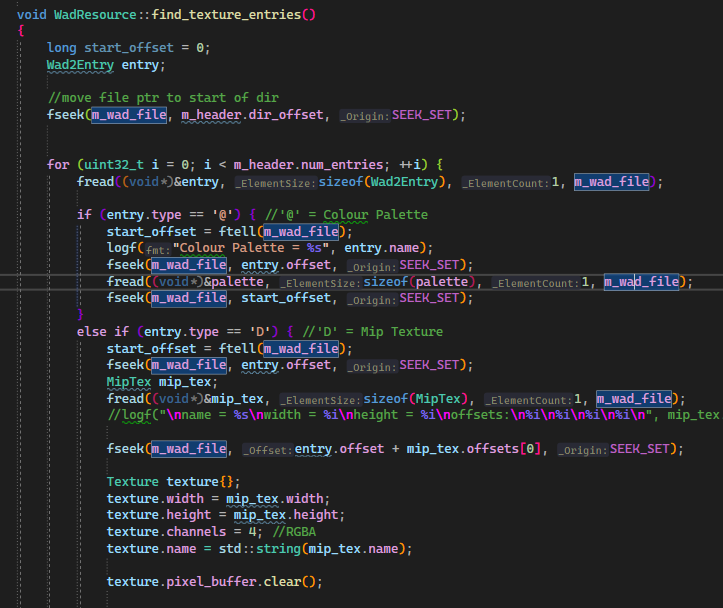 void WadResource::find_texture_entries()
{
long start_offset = 0;
Wad2Entry entry;
//move file ptr to start of dir
fseek(m_wad_file, m_header.dir_offset, _Origin:SEEK_SET);
for (uint32_t i = 0; i < m_header.num_entries; ++i) {
fread((void*)&entry, _ElementSize:sizeof(Wad2Entry), _ElementCount:1, m_wad_file);
if (entry.type == '@') { //'@' = Colour Palette
start_offset = ftell(m_wad_file);
logf(fmt:"Colour Palette = %s", entry.name);
fseek(m_wad_file, entry.offset, _Origin:SEEK_SET);
fread((void*)&palette, _ElementSize:sizeof(palette), _ElementCount:1, m_wad_file);
fseek(m_wad_file, start_offset, _Origin:SEEK_SET);
}
else if (entry.type == 'D') { //'D' = Mip Texture
start_offset = ftell(m_wad_file);
fseek(m_wad_file, entry.offset, _Origin:SEEK_SET);
MipTex mip_tex;
fread((void*)&mip_tex, _ElementSize:sizeof(MipTex), _ElementCount:1, m_wad_file);
//logf("\nname = %s\nwidth = %i\nheight = %i\noffsets:\n%i\n%i\n%i\n%i\n", mip_tex
fseek(m_wad_file, _Offset:entry.offset + mip_tex.offsets[0], _Origin:SEEK_SET);
Texture texture{};
texture.width = mip_tex.width;
texture.height = mip_tex.height;
texture.channels = 4; //RGBA
texture.name = std::string(mip_tex.name);
texture.pixel_buffer.clear();